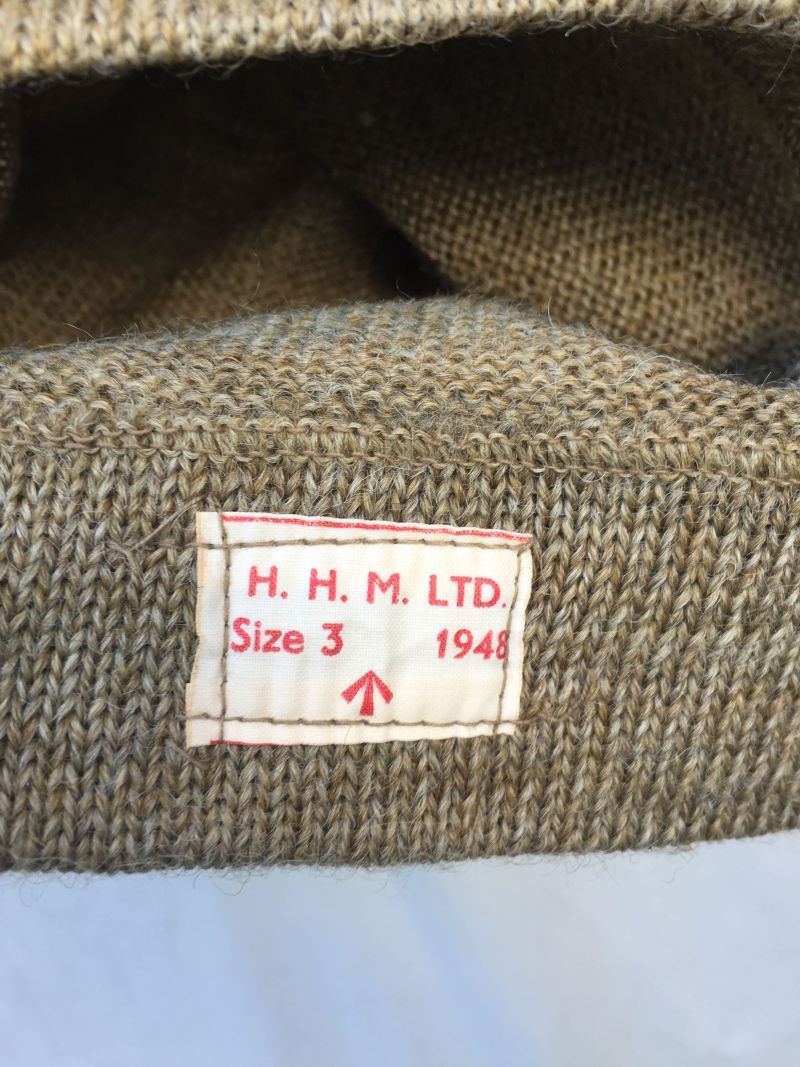 H. H. M. LTD.
Size 3 1948